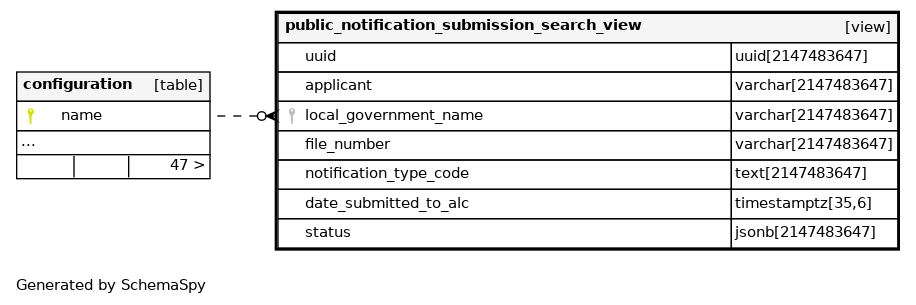 configuration [table]
name
...
47 >
public_notification_submission_search_view [view]
uuid uuid[2147483647]
applicant varchar[2147483647]
local_government_name varchar[2147483647]
file_number varchar[2147483647]
notification_type_code text[2147483647]
date_submitted_to_alc timestamptz[35,6]
status jsonb[2147483647]
Generated by SchemaSpy